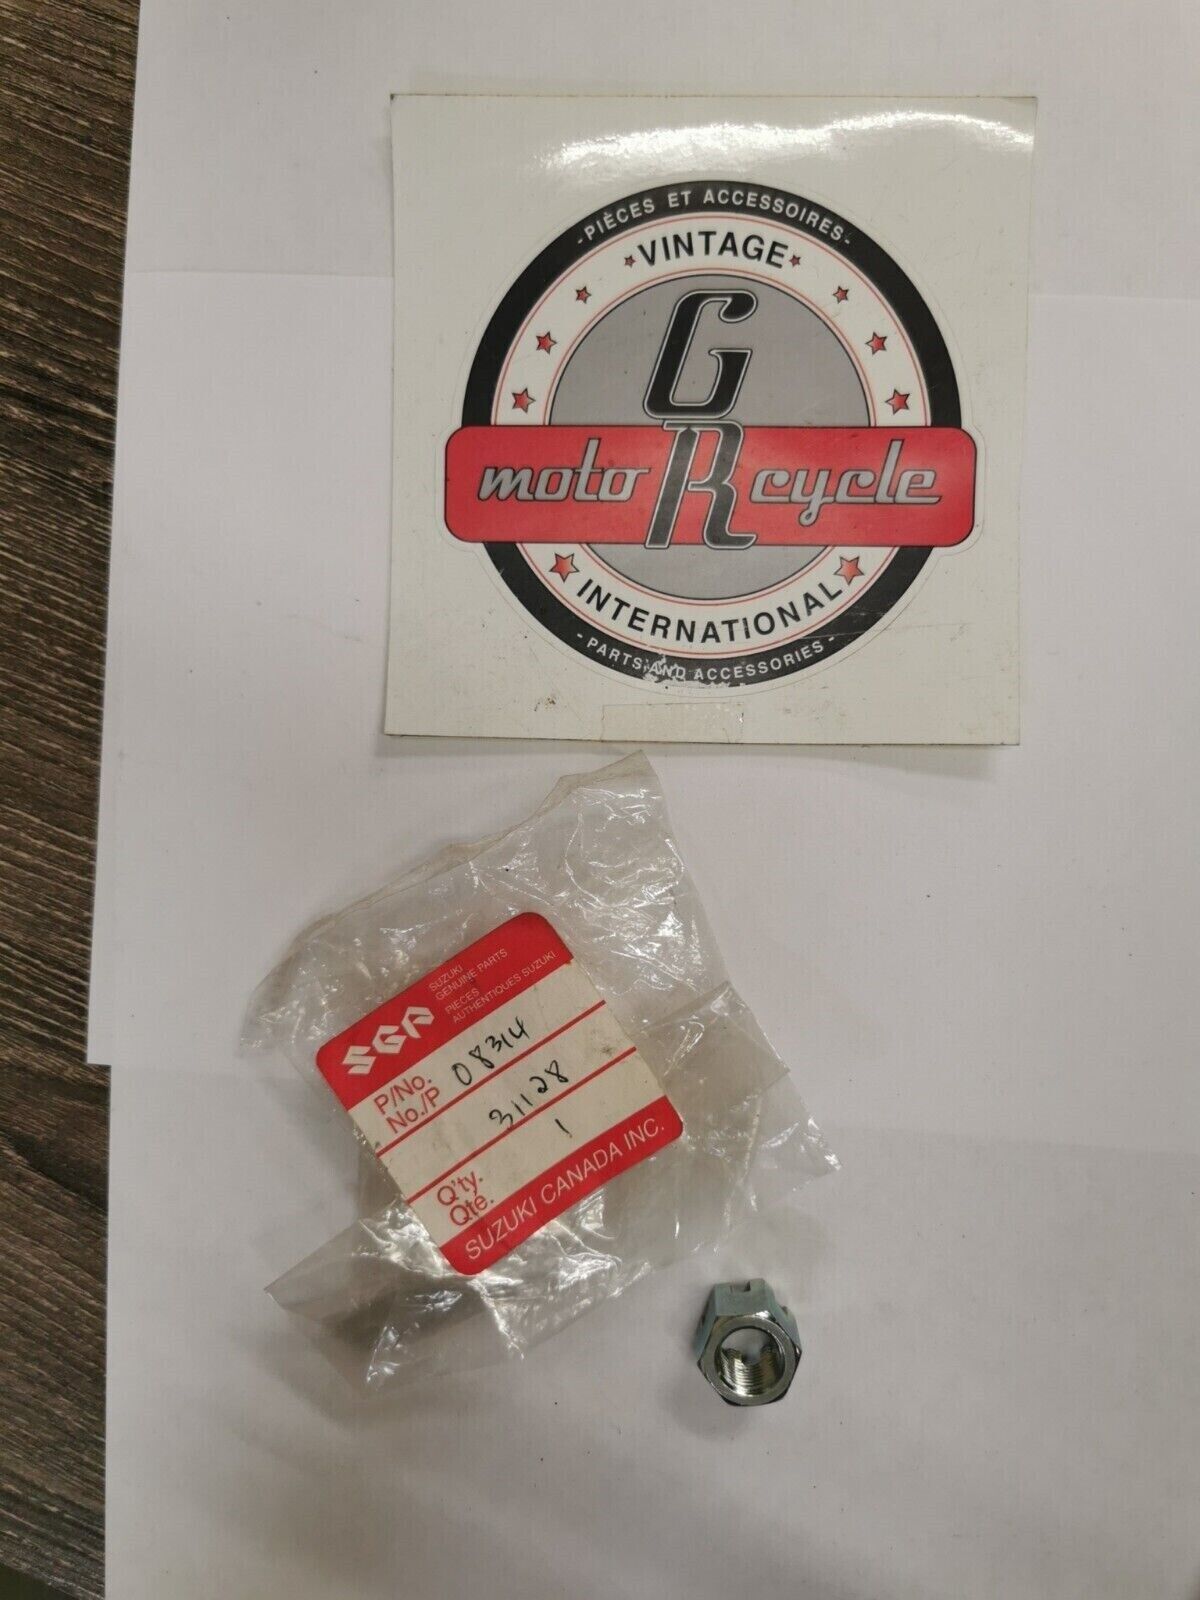 -PIÈCES ET ACCESSOIRES-
VINTAGE
GR
moto cycle
INTERNATIONAL
-PARTS AND ACCESSORIES-
SUZUKI
GENUINE PARTS
PIÈCES
AUTHENTIQUES SUZUKI
SGP
P/No. 08314
No./P
31128
Q'ty. 1
Qté.
SUZUKI CANADA INC.